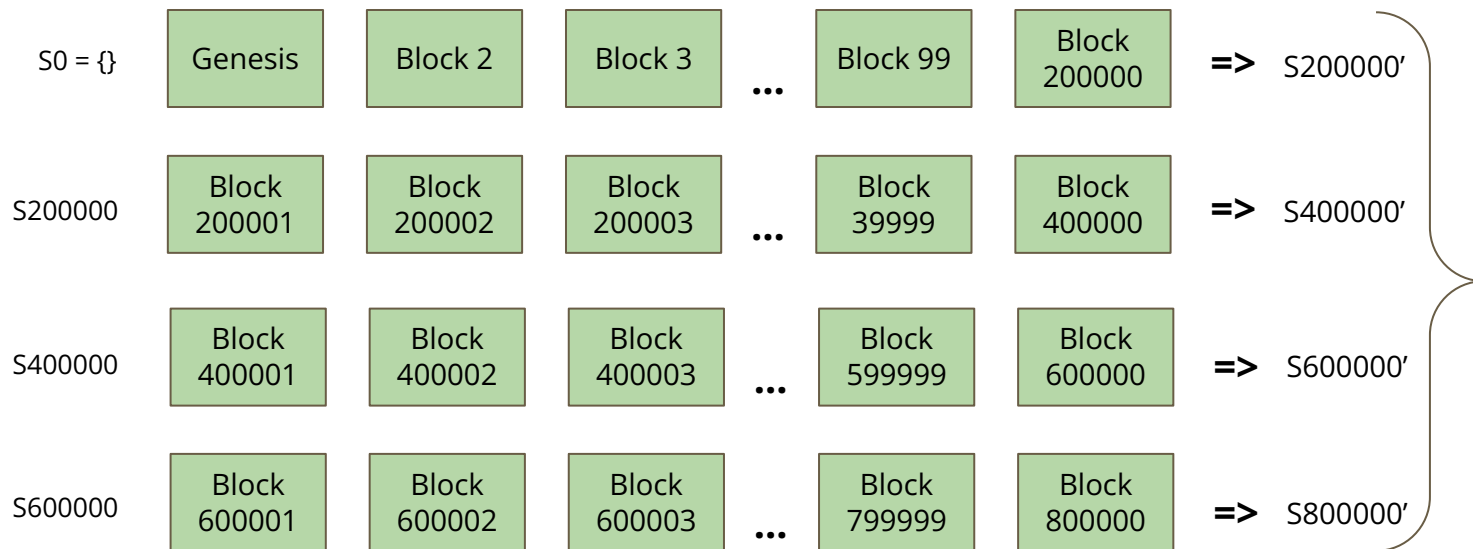 S0 = {} Genesis Block 2 Block 3 ... Block 99 Block 200000 => S200000’
S200000 Block 200001 Block 200002 Block 200003 ... Block 39999 Block 400000 => S400000’
S400000 Block 400001 Block 400002 Block 400003 ... Block 599999 Block 600000 => S600000’
S600000 Block 600001 Block 600002 Block 600003 ... Block 799999 Block 800000 => S800000’